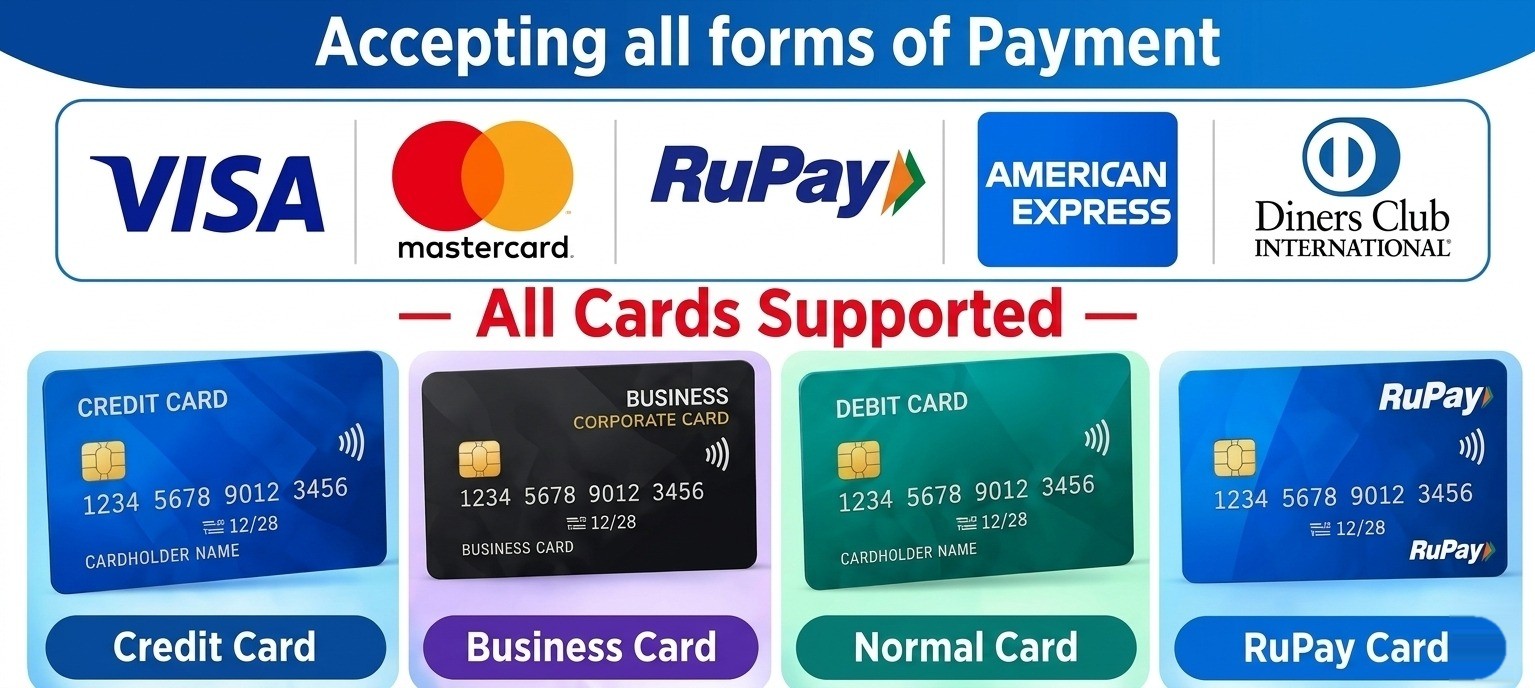 Accepting all forms of Payment
VISA
mastercard.
RuPay
AMERICAN
EXPRESS
Diners Club
INTERNATIONAL®
— All Cards Supported —
CREDIT CARD
1234 5678 9012 3456
12/28
CARDHOLDER NAME
Credit Card
BUSINESS
CORPORATE CARD
1234 5678 9012 3456
12/28
BUSINESS CARD
Business Card
DEBIT CARD
1234 5678 9012 3456
12/28
CARDHOLDER NAME
Normal Card
RuPay
1234 5678 9012 3456
12/28
RuPay
RuPay Card